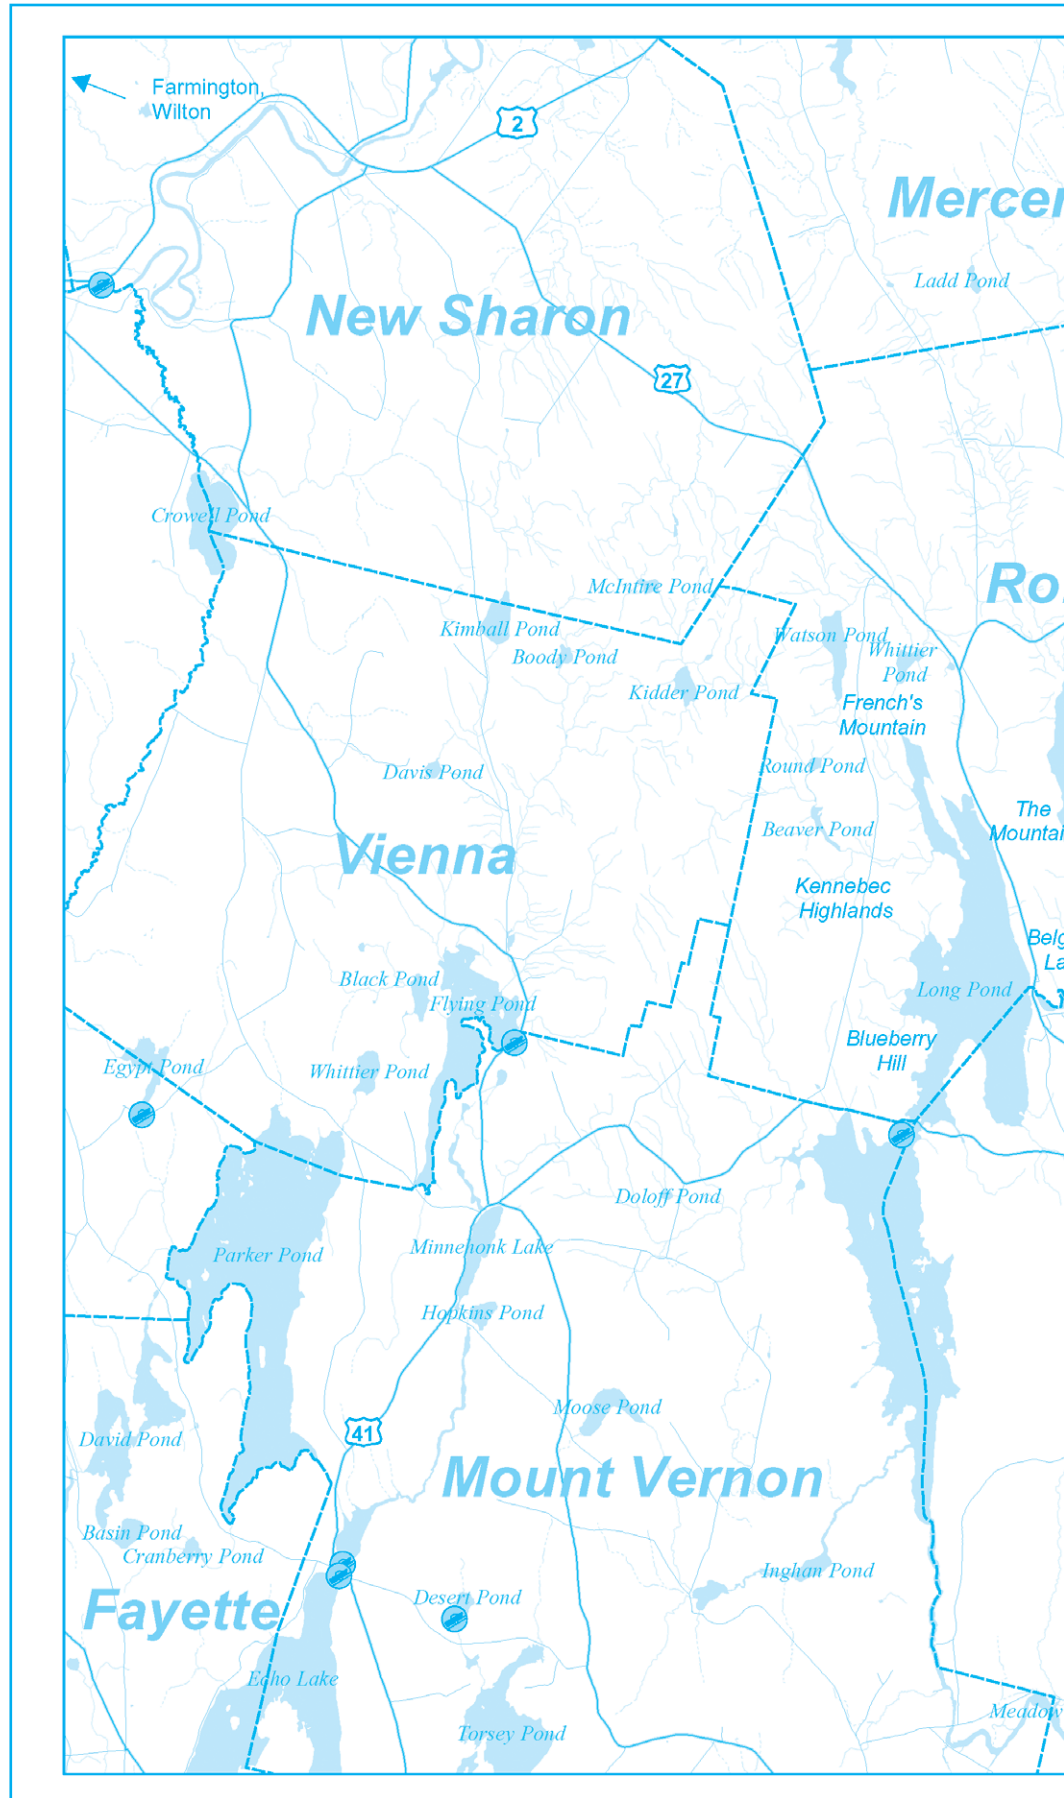 Farmington,
Wilton
2
Mercer
Ladd Pond
New Sharon
27
Crowell Pond
McIntire Pond
Kimball Pond
Boody Pond
Watson Pond
Whittier
Pond
Kidder Pond
French's
Mountain
Davis Pond
Round Pond
The
Beaver Pond
Vienna
Kennebec
Highlands
Black Pond
Flying Pond
Long Pond
Blueberry
Hill
Egypt Pond
Whittier Pond
Doloff Pond
Parker Pond
Minnehonk Lake
Hopkins Pond
Moose Pond
41
David Pond
Mount Vernon
Basin Pond
Cranberry Pond
Inghan Pond
Fayette
Desert Pond
Echo Lake
Meadow
Torsey Pond